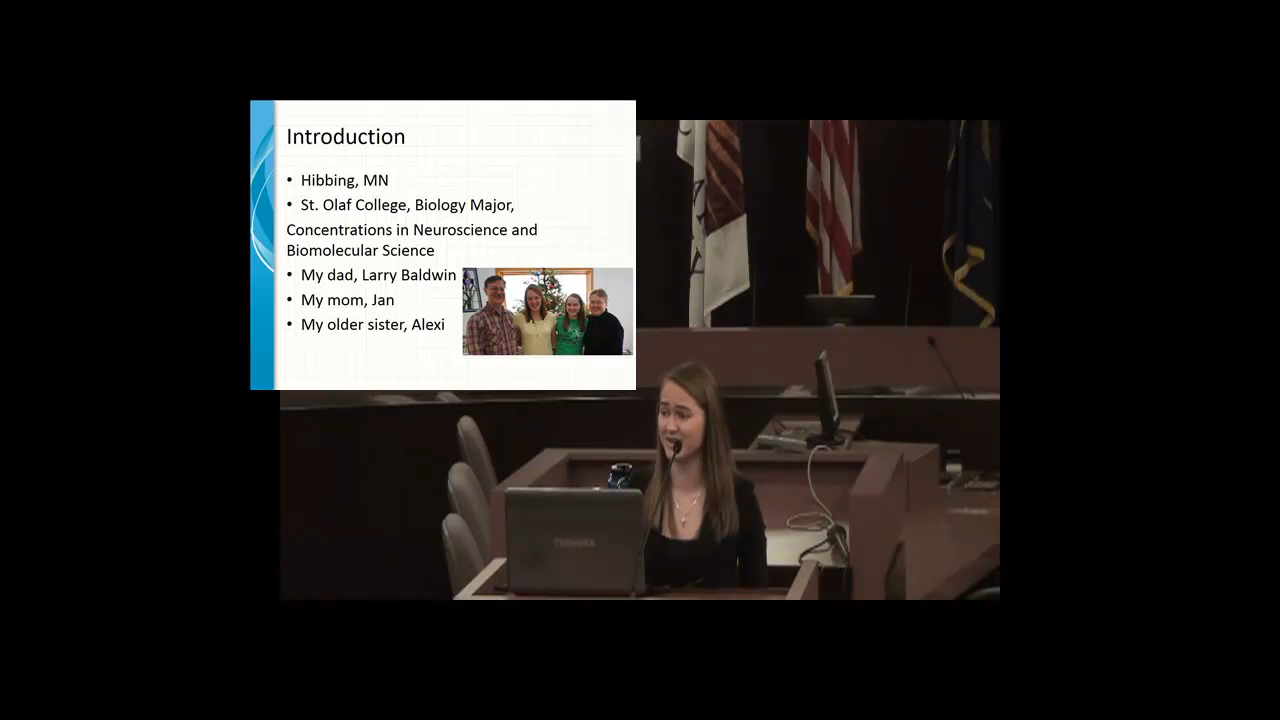 Introduction
• Hibbing, MN
• St. Olaf College, Biology Major,
Concentrations in Neuroscience and
Biomolecular Science
• My dad, Larry Baldwin
• My mom, Jan
• My older sister, Alexi
TOSHIBA